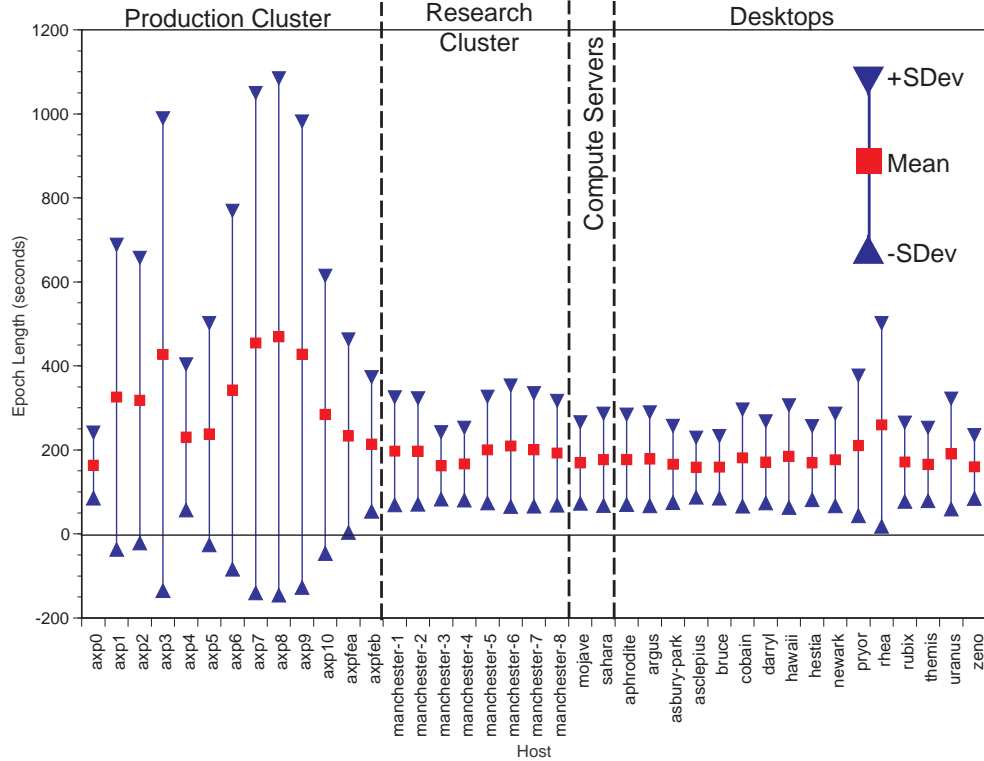 Production Cluster
Research
Cluster
Compute Servers
Desktops
1200
1000
800
600
400
200
0
-200
Epoch Length (seconds)
+SDev
Mean
-SDev
axp0
axp1
axp2
axp3
axp4
axp5
axp6
axp7
axp8
axp9
axp10
axpfea
axpfeb
manchester-1
manchester-2
manchester-3
manchester-4
manchester-5
manchester-6
manchester-7
manchester-8
mojave
sahara
aphrodite
argus
asbury-park
asclepius
bruce
cobain
darryl
hawaii
hestia
newark
pryor
rhea
rubix
themis
uranus
zeno
Host